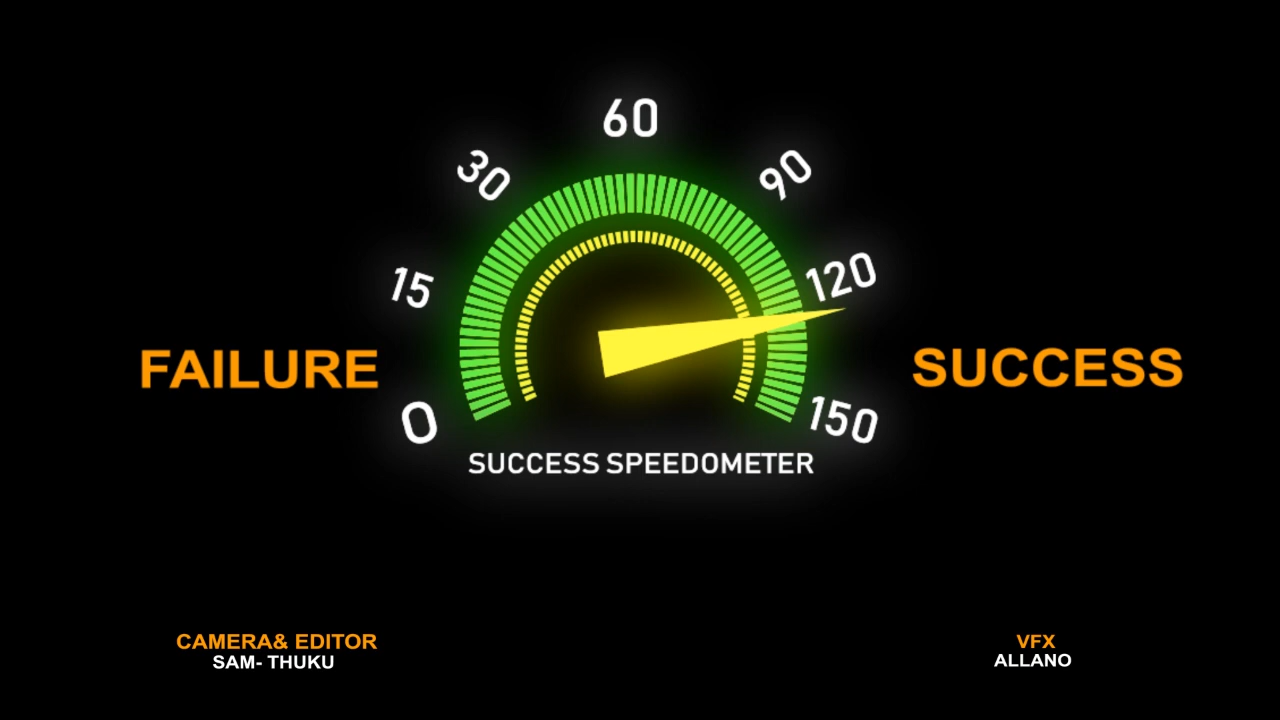 60
30
90
15
120
FAILURE
SUCCESS
0
150
SUCCESS SPEEDOMETER
CAMERA& EDITOR
SAM- THUKU
VFX
ALLANO